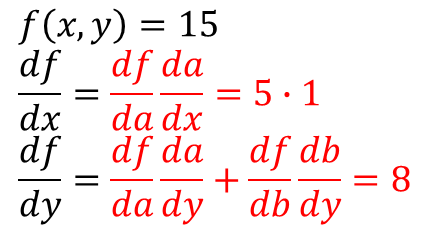 f(x, y) = 15
df/dx = df/da da/dx = 5 · 1
df/dy = df/da da/dy + df/db db/dy = 8